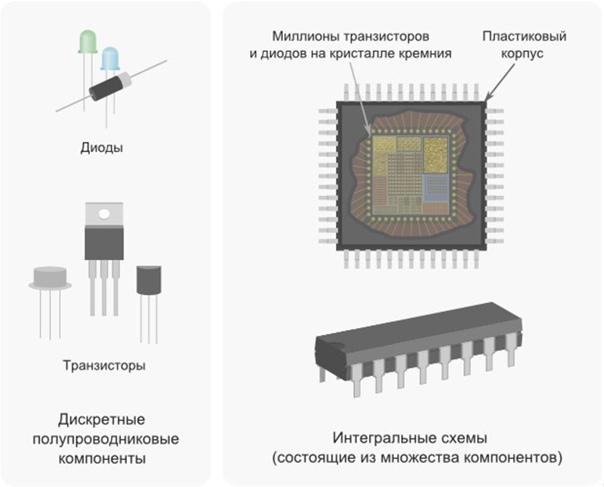 Диоды
Транзисторы
Дискретные
полупроводниковые
компоненты
Миллионы транзисторов
и диодов на кристалле кремния
Пластиковый
корпус
Интегральные схемы
(состоящие из множества компонентов)